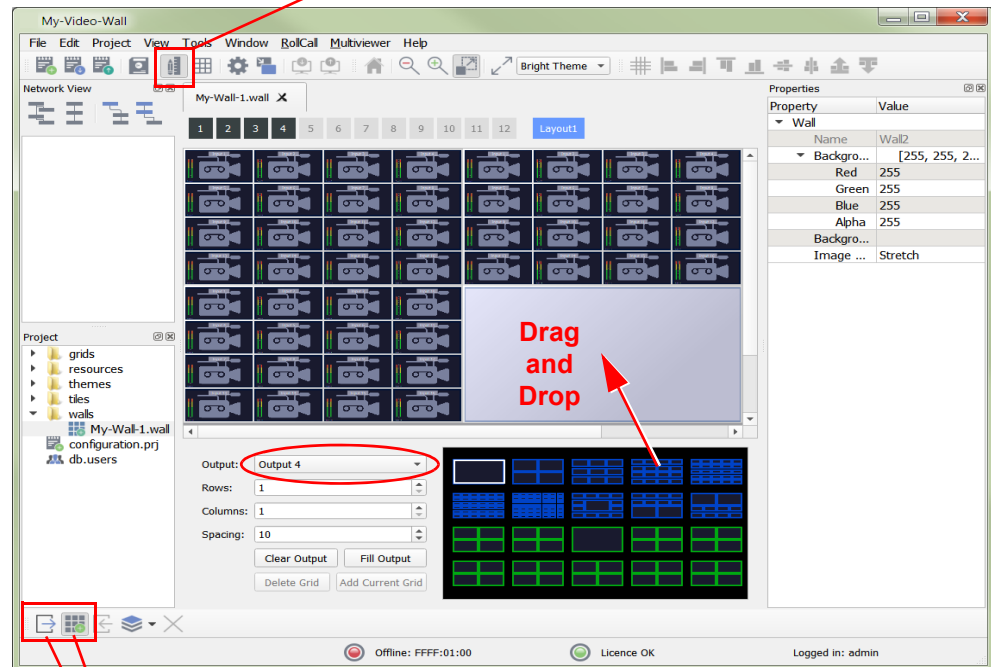 My-Video-Wall
File Edit Project View Tools Window RollCall Multiviewer Help
Bright Theme
Network View
My-Wall-1.wall
1 2 3 4 5 6 7 8 9 10 11 12 Layout1
Drag
and
Drop
Project
grids
resources
themes
tiles
walls
My-Wall-1.wall
configuration.prj
db.users
Output: Output 4
Rows: 1
Columns: 1
Spacing: 10
Clear Output Fill Output
Delete Grid Add Current Grid
Properties
Property Value
Wall
Name Wall2
Backgro... [255, 255, 2...
Red 255
Green 255
Blue 255
Alpha 255
Backgro...
Image ... Stretch
Offline: FFFF:01:00 Licence OK Logged in: admin